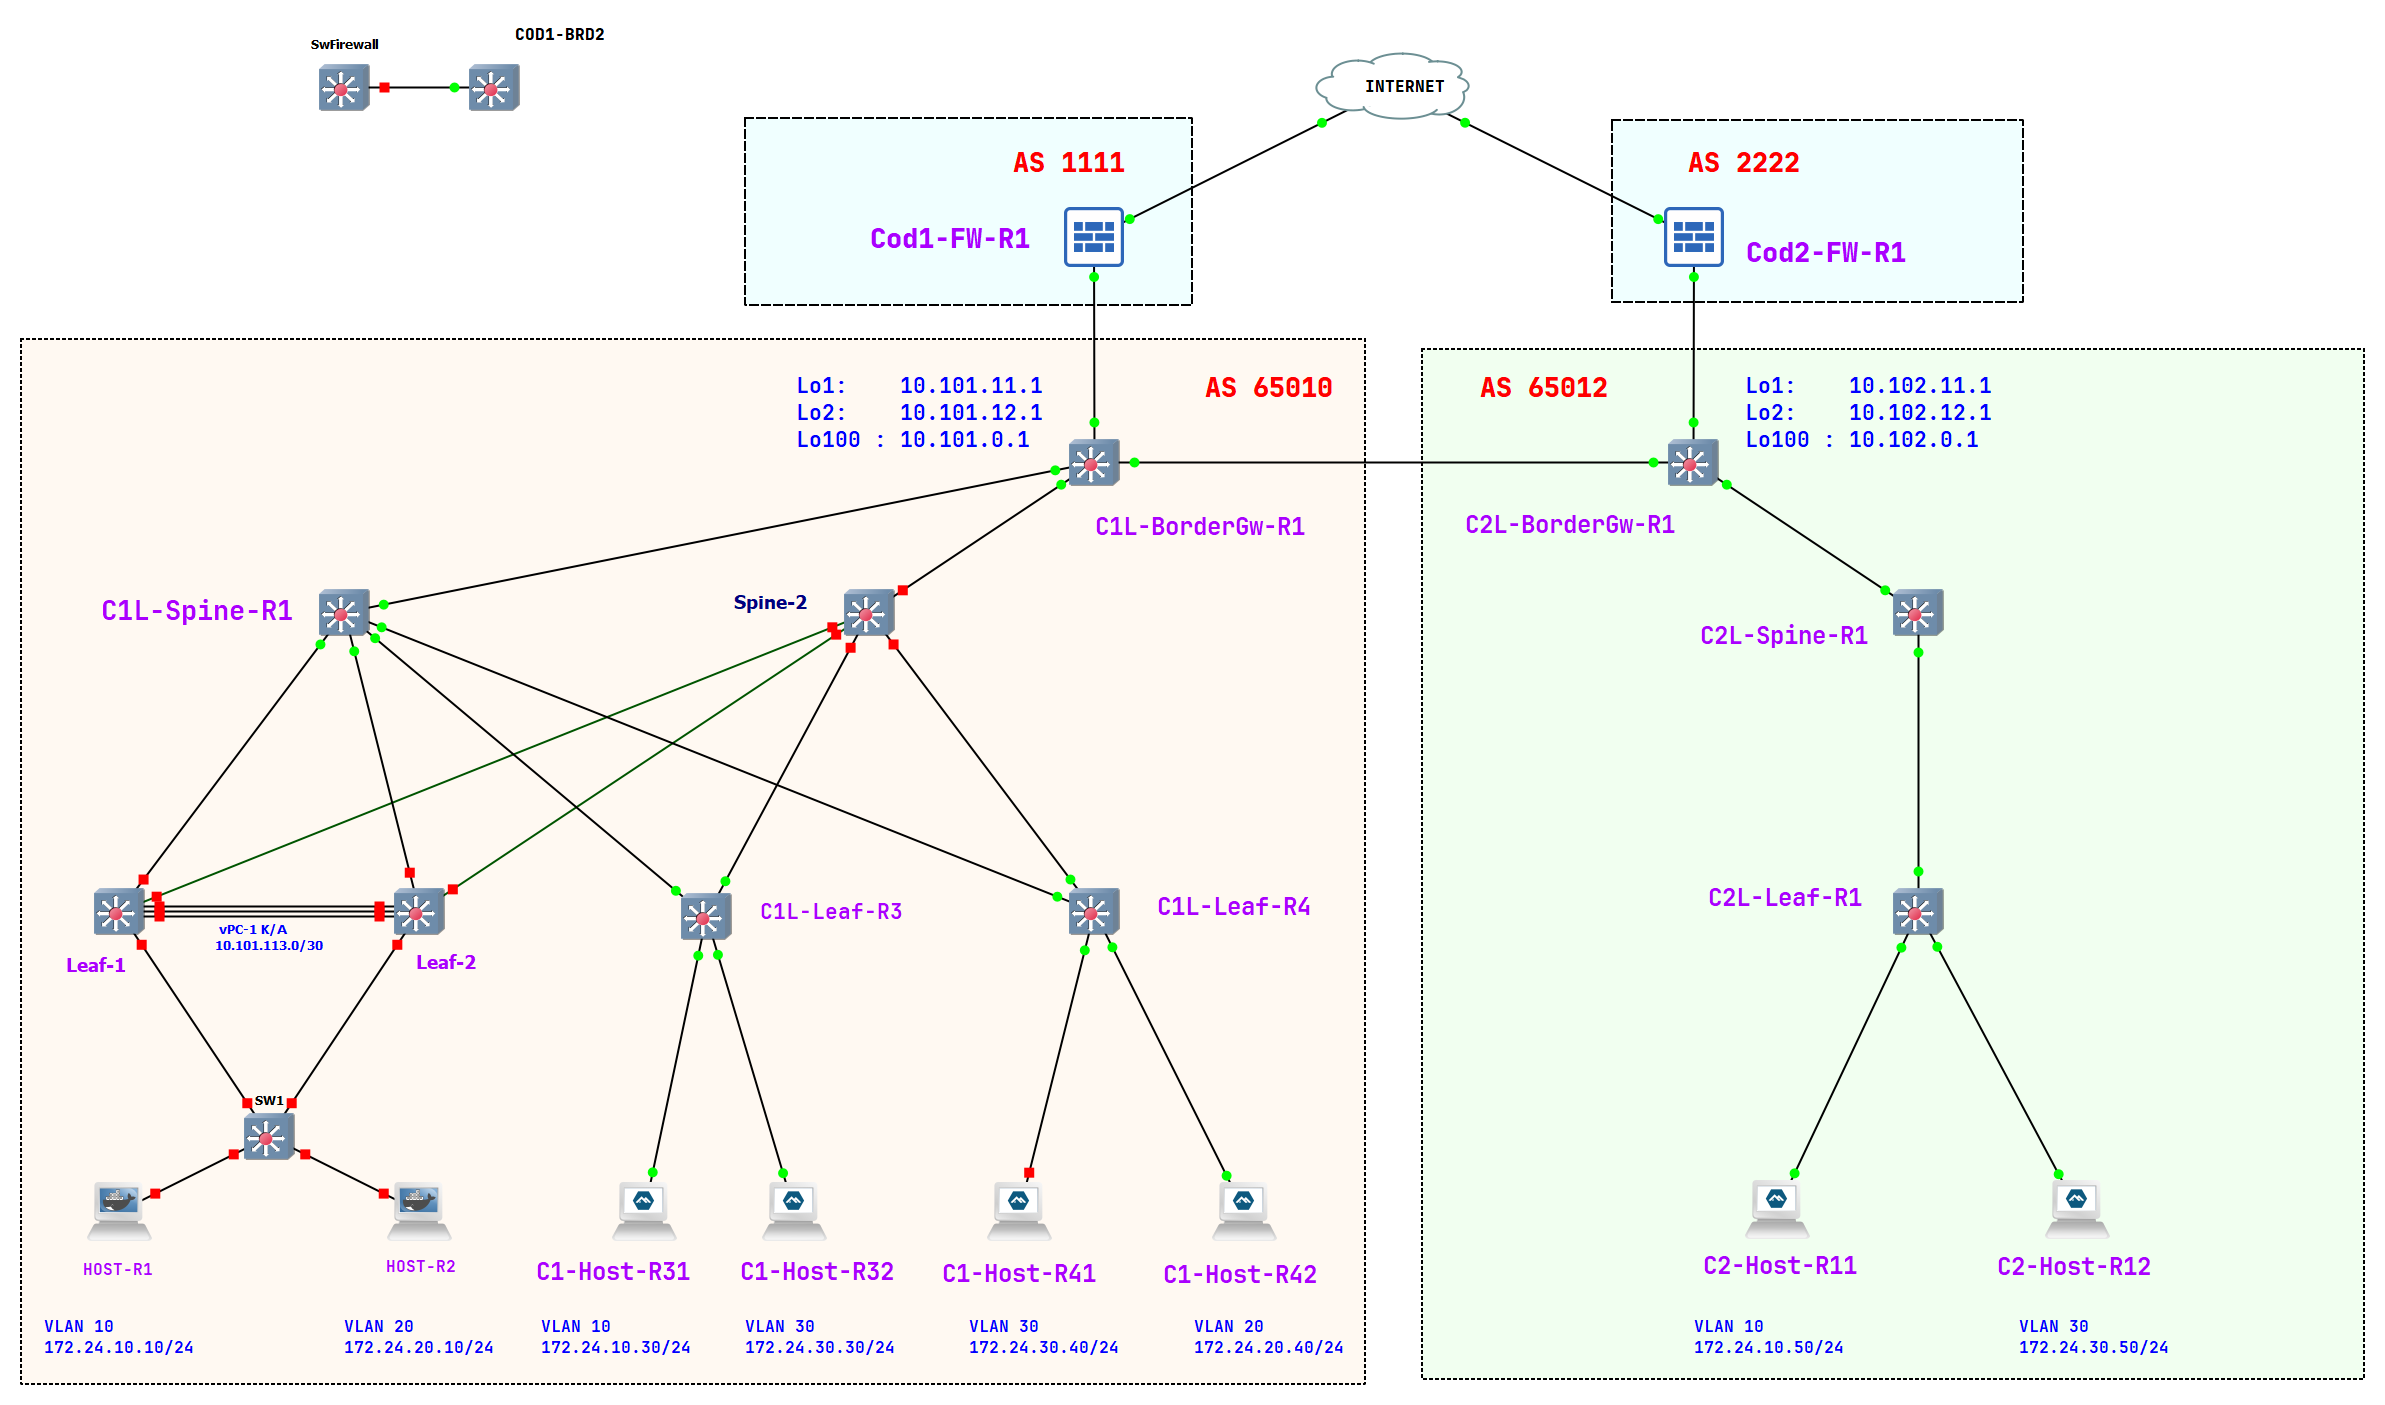 COD1-BRD2
SwFirewall
INTERNET
AS 1111
AS 2222
Cod1-FW-R1
Cod2-FW-R1
Lo1: 10.101.11.1
Lo2: 10.101.12.1
Lo100 : 10.101.0.1
AS 65010
AS 65012
Lo1: 10.102.11.1
Lo2: 10.102.12.1
Lo100 : 10.102.0.1
C1L-BorderGw-R1
C2L-BorderGw-R1
C1L-Spine-R1
Spine-2
C2L-Spine-R1
vPC-1 K/A
10.101.113.0/30
Leaf-1
Leaf-2
C1L-Leaf-R3
C1L-Leaf-R4
C2L-Leaf-R1
SW1
HOST-R1
HOST-R2
C1-Host-R31
C1-Host-R32
C1-Host-R41
C1-Host-R42
C2-Host-R11
C2-Host-R12
VLAN 10
172.24.10.10/24
VLAN 20
172.24.20.10/24
VLAN 10
172.24.10.30/24
VLAN 30
172.24.30.30/24
VLAN 30
172.24.30.40/24
VLAN 20
172.24.20.40/24
VLAN 10
172.24.10.50/24
VLAN 30
172.24.30.50/24